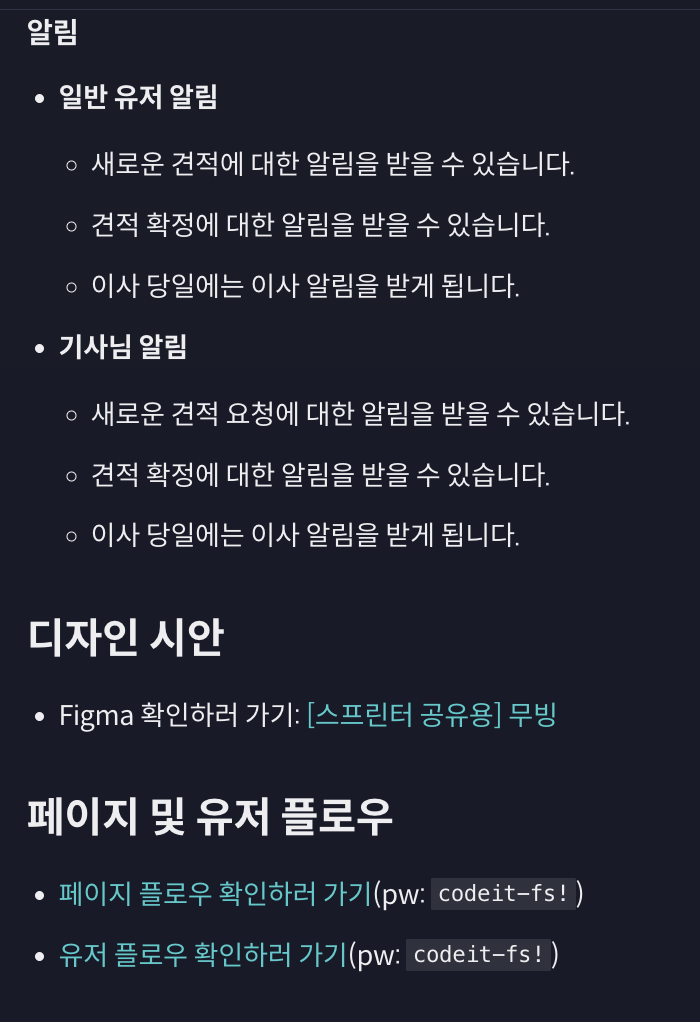 알림
• 일반 유저 알림
◦ 새로운 견적에 대한 알림을 받을 수 있습니다.
◦ 견적 확정에 대한 알림을 받을 수 있습니다.
◦ 이사 당일에는 이사 알림을 받게 됩니다.
• 기사님 알림
◦ 새로운 견적 요청에 대한 알림을 받을 수 있습니다.
◦ 견적 확정에 대한 알림을 받을 수 있습니다.
◦ 이사 당일에는 이사 알림을 받게 됩니다.
디자인 시안
• Figma 확인하러 가기: [스프린터 공유용] 무빙
페이지 및 유저 플로우
• 페이지 플로우 확인하러 가기(pw: codeit-fs!)
• 유저 플로우 확인하러 가기(pw: codeit-fs!)